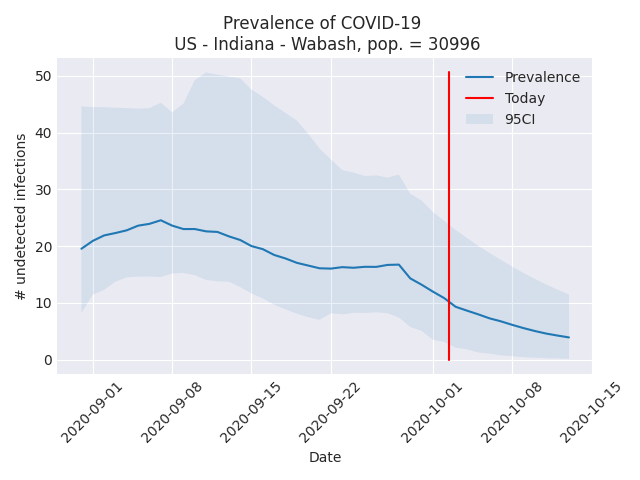 Prevalence of COVID-19
US - Indiana - Wabash, pop. = 30996
# undetected infections
50
40
30
20
10
0
Prevalence
Today
95CI
2020-09-01
2020-09-08
2020-09-15
2020-09-22
2020-10-01
2020-10-08
2020-10-15
Date